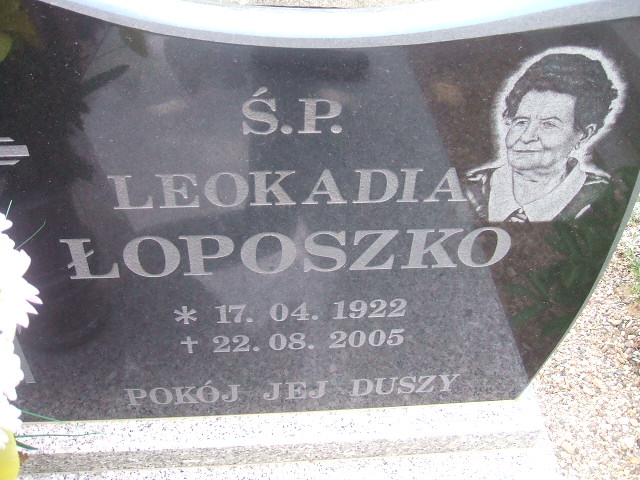 Ś.P.
LEOKADIA
ŁOPOSZKO
* 17. 04. 1922
† 22. 08. 2005
POKÓJ JEJ DUSZY